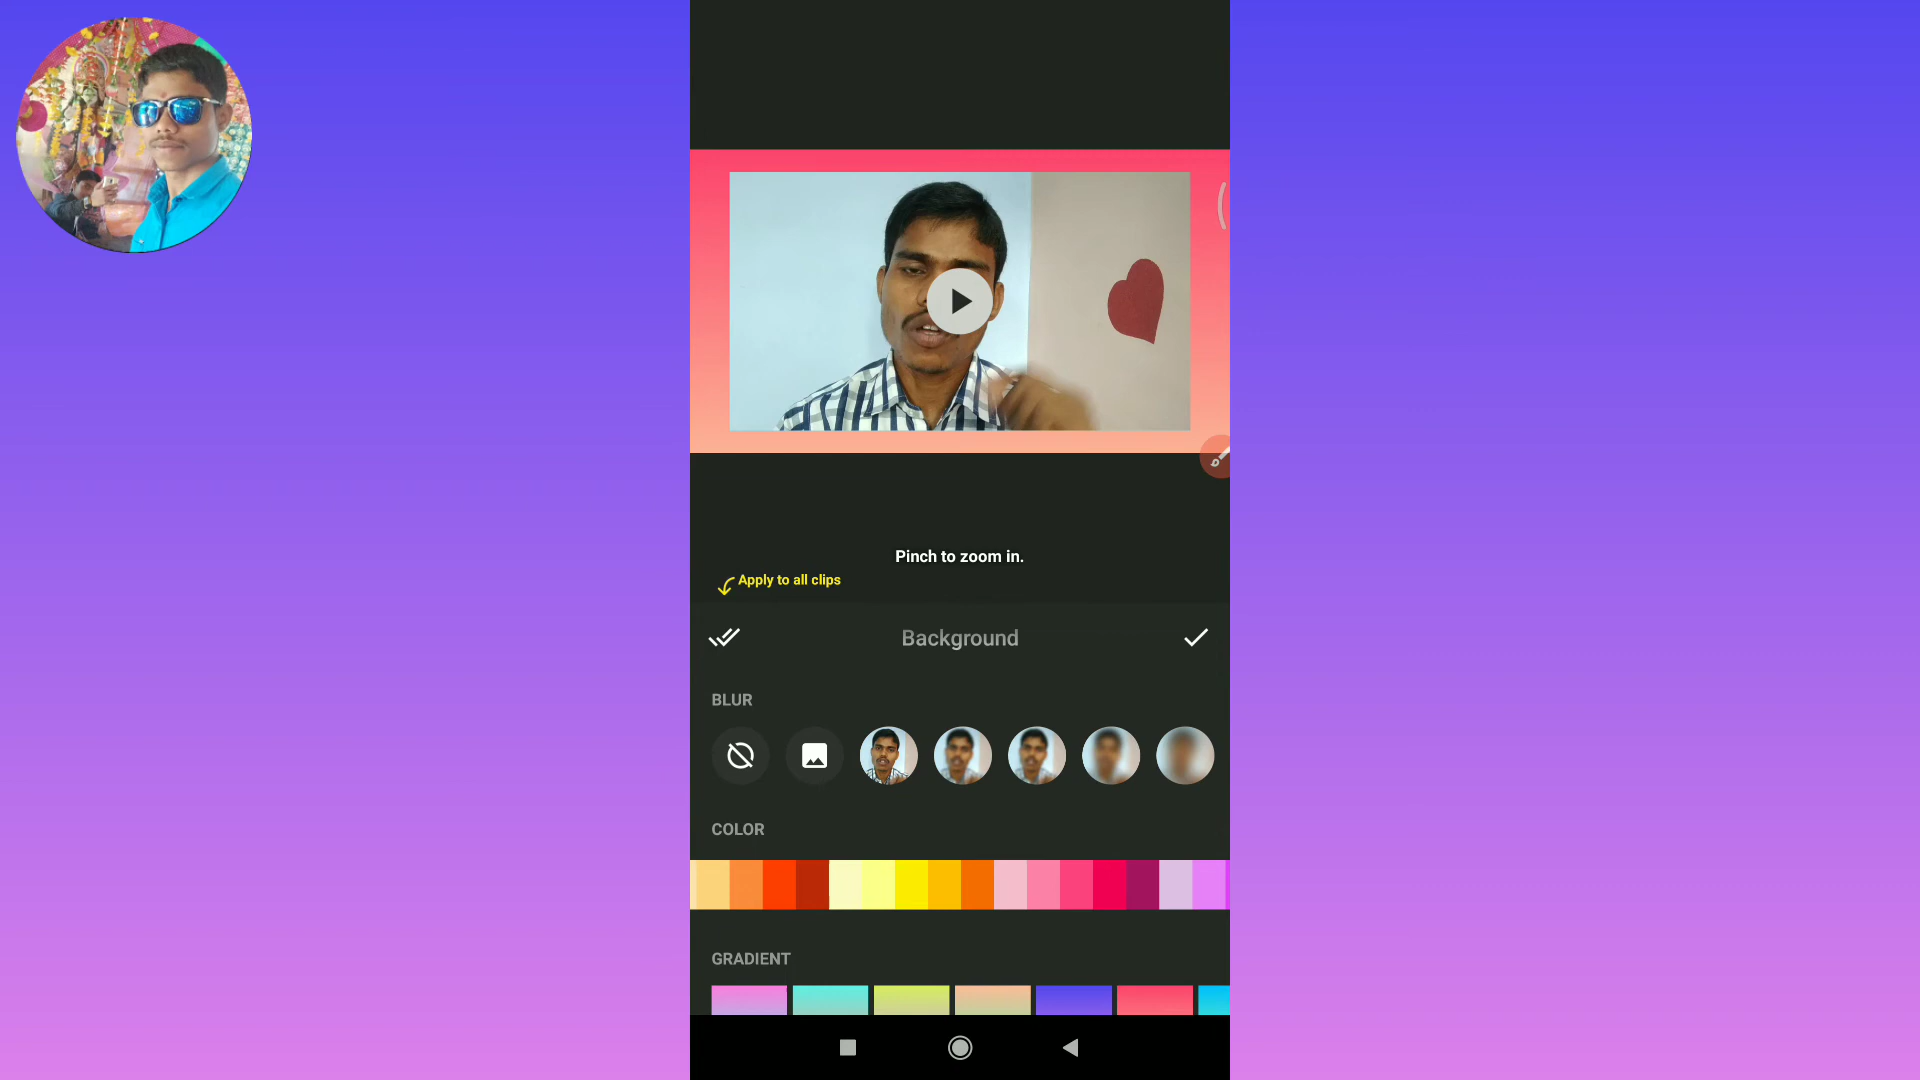 Pinch to zoom in.
Apply to all clips
Background
BLUR
COLOR
GRADIENT